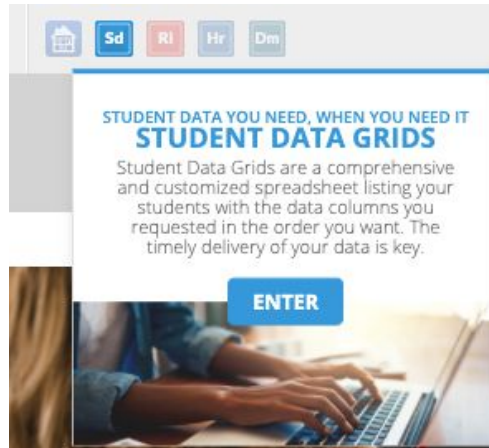 Sd Rl Hr Dm
STUDENT DATA YOU NEED, WHEN YOU NEED IT
STUDENT DATA GRIDS
Student Data Grids are a comprehensive
and customized spreadsheet listing your
students with the data columns you
requested in the order you want. The
timely delivery of your data is key.
ENTER